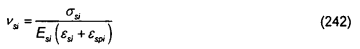 ν_si = σ_si / (E_si (ε_si + ε_spi)) (242)